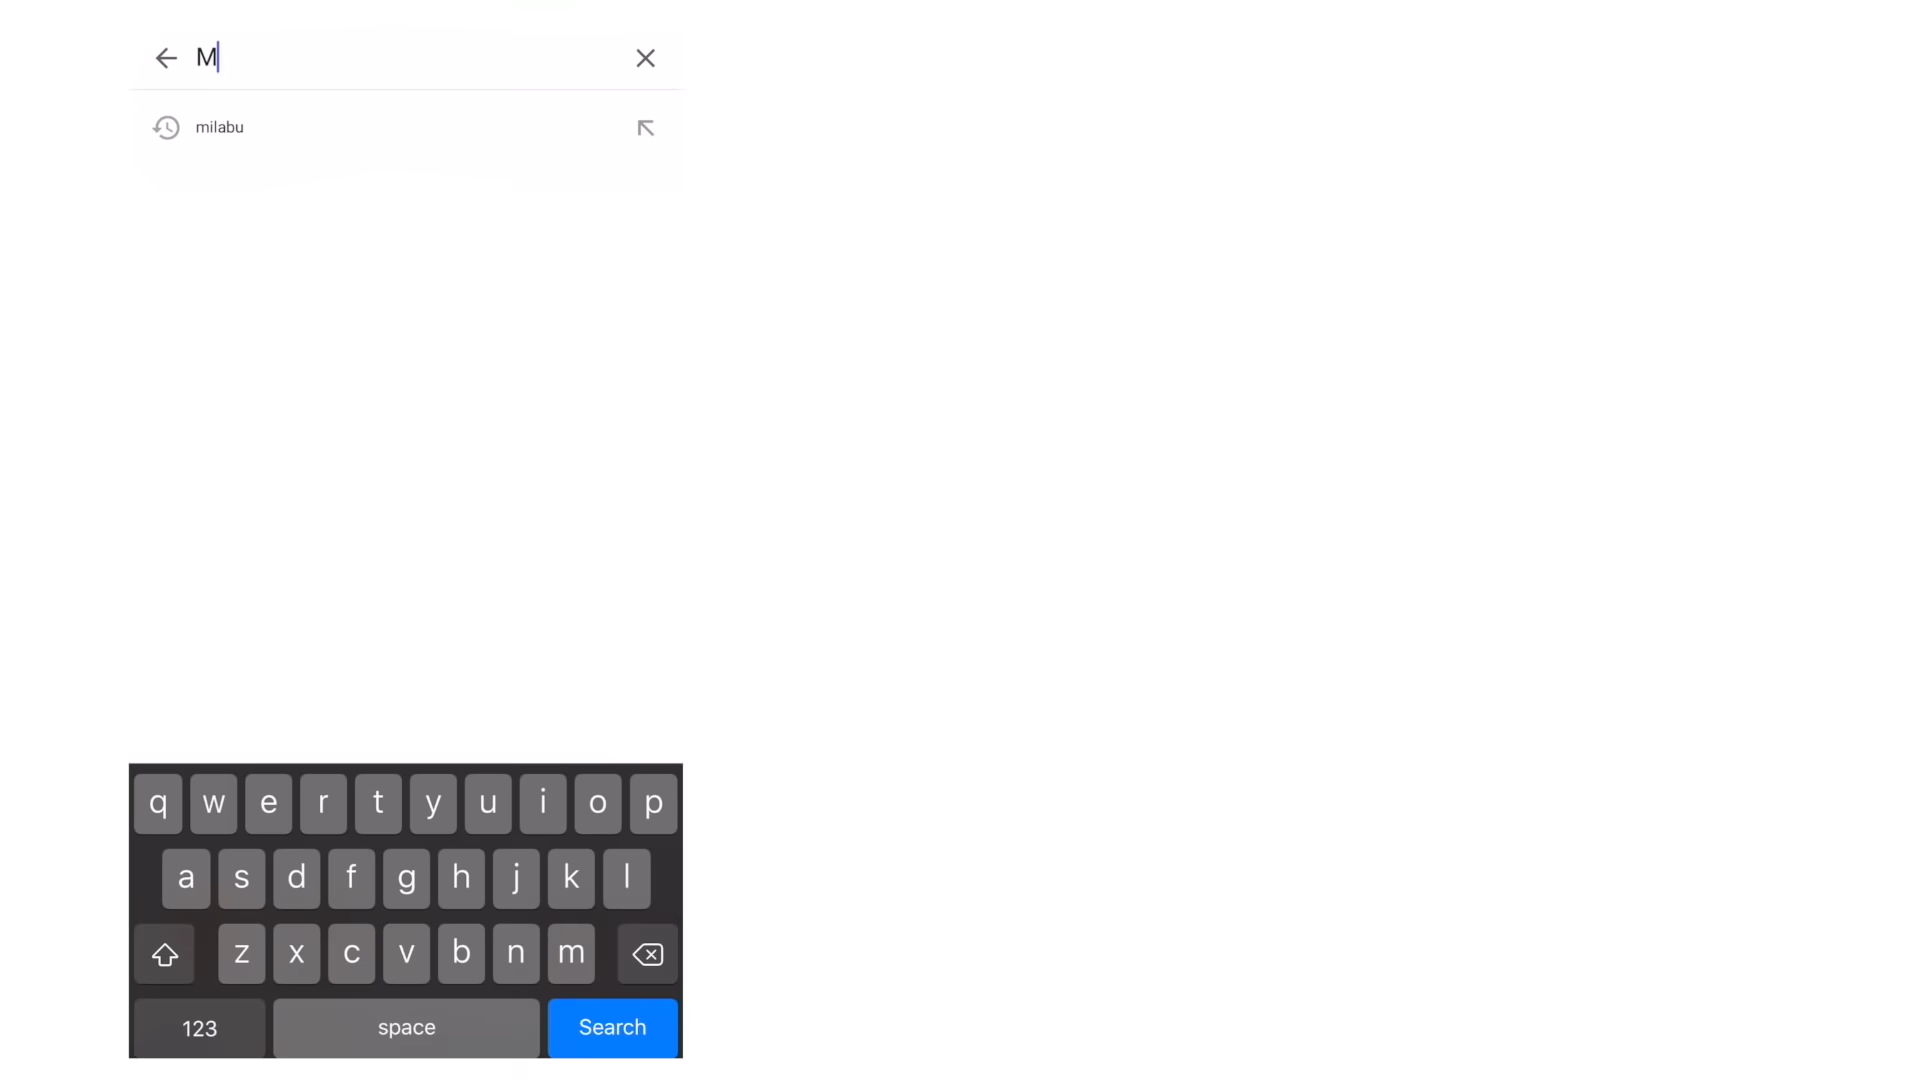 M
milabu
q w e r t y u i o p
a s d f g h j k l
z x c v b n m
123 space Search